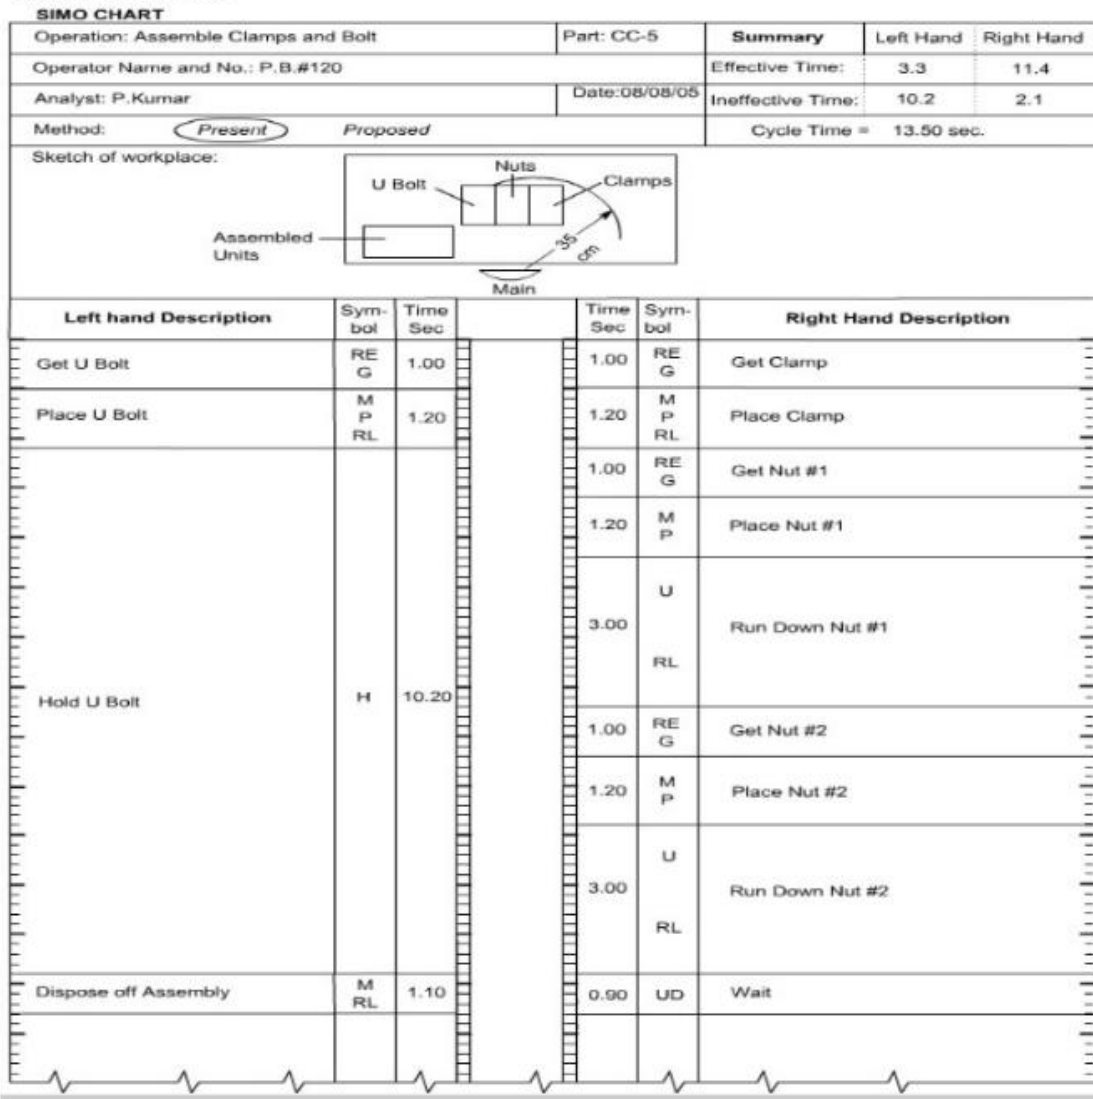 SIMO CHART
Operation: Assemble Clamps and Bolt Part: CC-5 Summary Left Hand Right Hand
Operator Name and No.: P.B.#120 Effective Time: 3.3 11.4
Analyst: P.Kumar Date:08/08/05 Ineffective Time: 10.2 2.1
Method: Present Proposed Cycle Time = 13.50 sec.
Sketch of workplace:
Nuts
U Bolt Clamps
Assembled
Units
35
cm
Main
Left hand Description Sym-bol Time Sec Time Sec Sym-bol Right Hand Description
Get U Bolt RE G 1.00 1.00 RE G Get Clamp
Place U Bolt M P RL 1.20 1.20 M P RL Place Clamp
1.00 RE G Get Nut #1
1.20 M P Place Nut #1
3.00 U RL Run Down Nut #1
Hold U Bolt H 10.20
1.00 RE G Get Nut #2
1.20 M P Place Nut #2
3.00 U RL Run Down Nut #2
Dispose off Assembly M RL 1.10 0.90 UD Wait